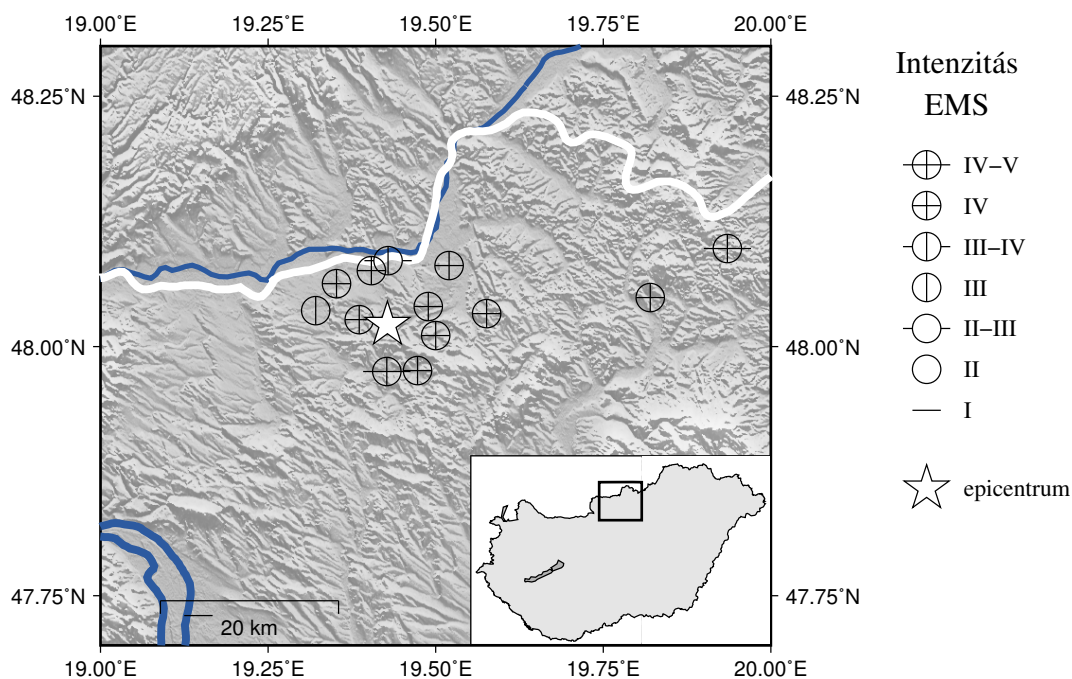 19.00˚E 19.25˚E 19.50˚E 19.75˚E 20.00˚E
48.25˚N 48.25˚N
48.00˚N 48.00˚N
47.75˚N 47.75˚N
20 km
19.00˚E 19.25˚E 19.50˚E 19.75˚E 20.00˚E
Intenzitás
EMS
IV–V
IV
III–IV
III
II–III
II
I
epicentrum